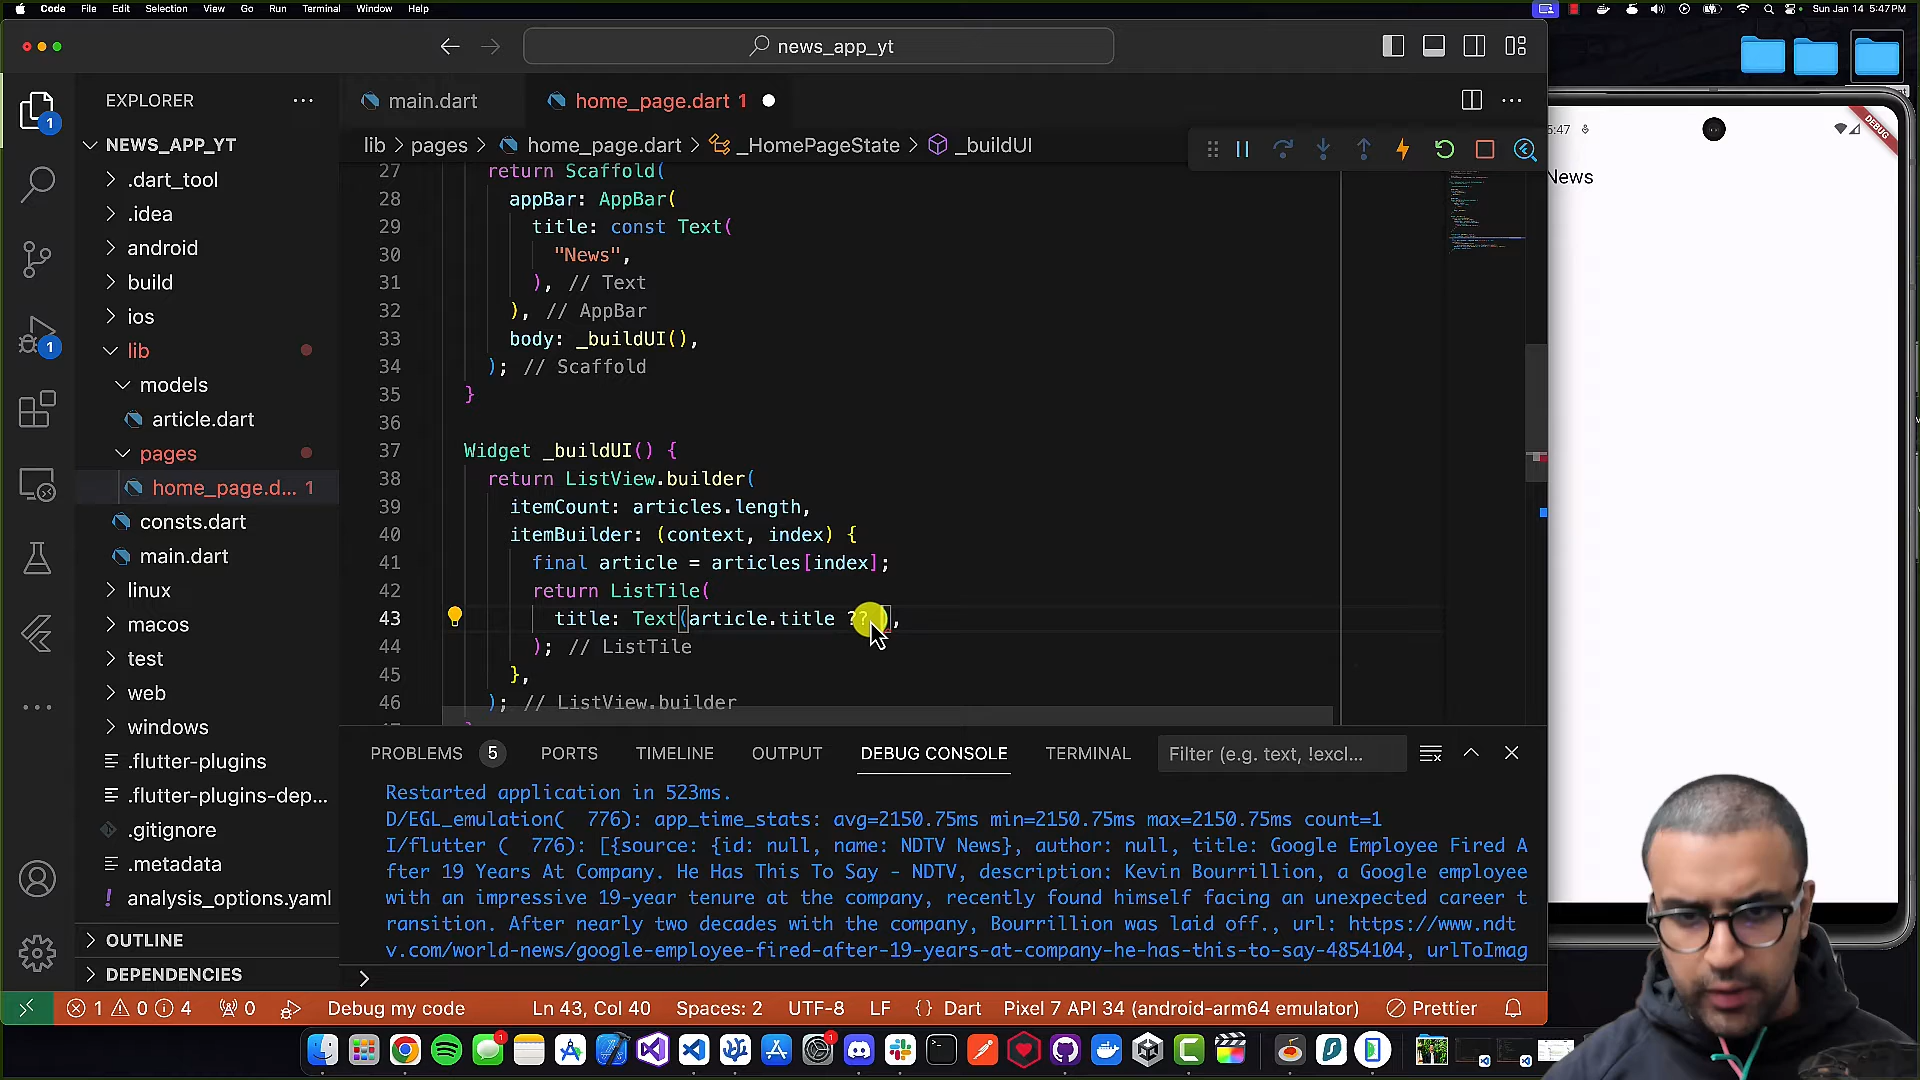 Code File Edit Selection View Go Run Terminal Window Help
Sun Jan 14 5:47PM
news_app_yt
EXPLORER
NEWS_APP_YT
.dart_tool
.idea
android
build
ios
lib
models
article.dart
pages
home_page.d... 1
consts.dart
main.dart
linux
macos
test
web
windows
.flutter-plugins
.flutter-plugins-dep...
.gitignore
.metadata
analysis_options.yaml
OUTLINE
DEPENDENCIES
1
1
main.dart
home_page.dart 1
lib > pages > home_page.dart > _HomePageState > _buildUI
27 return Scaffold(
28 appBar: AppBar(
29 title: const Text(
30 "News",
31 ), // Text
32 ), // AppBar
33 body: _buildUI(),
34 ); // Scaffold
35 }
36
37 Widget _buildUI() {
38 return ListView.builder(
39 itemCount: articles.length,
40 itemBuilder: (context, index) {
41 final article = articles[index];
42 return ListTile(
43 title: Text(article.title ?? ),
44 ); // ListTile
45 },
46 ); // ListView.builder
PROBLEMS 5 PORTS TIMELINE OUTPUT DEBUG CONSOLE TERMINAL Filter (e.g. text, !excl...
Restarted application in 523ms.
D/EGL_emulation( 776): app_time_stats: avg=2150.75ms min=2150.75ms max=2150.75ms count=1
I/flutter ( 776): [{source: {id: null, name: NDTV News}, author: null, title: Google Employee Fired A
fter 19 Years At Company. He Has This To Say - NDTV, description: Kevin Bourrillion, a Google employee
with an impressive 19-year tenure at the company, recently found himself facing an unexpected career t
ransition. After nearly two decades with the company, Bourrillion was laid off., url: https://www.ndt
v.com/world-news/google-employee-fired-after-19-years-at-company-he-has-this-to-say-4854104, urlToImag
>
1 0 4 0 Debug my code Ln 43, Col 40 Spaces: 2 UTF-8 LF {} Dart Pixel 7 API 34 (android-arm64 emulator) Prettier
5:47
DEBUG
News